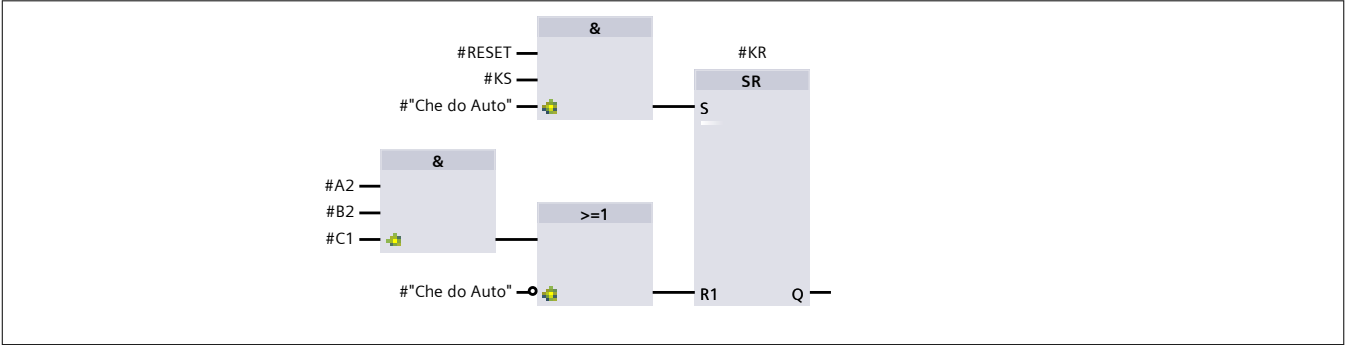 &
#RESET
#KR
#KS
SR
#"Che do Auto"
S
&
#A2
#B2
>=1
#C1
#"Che do Auto"
R1
Q